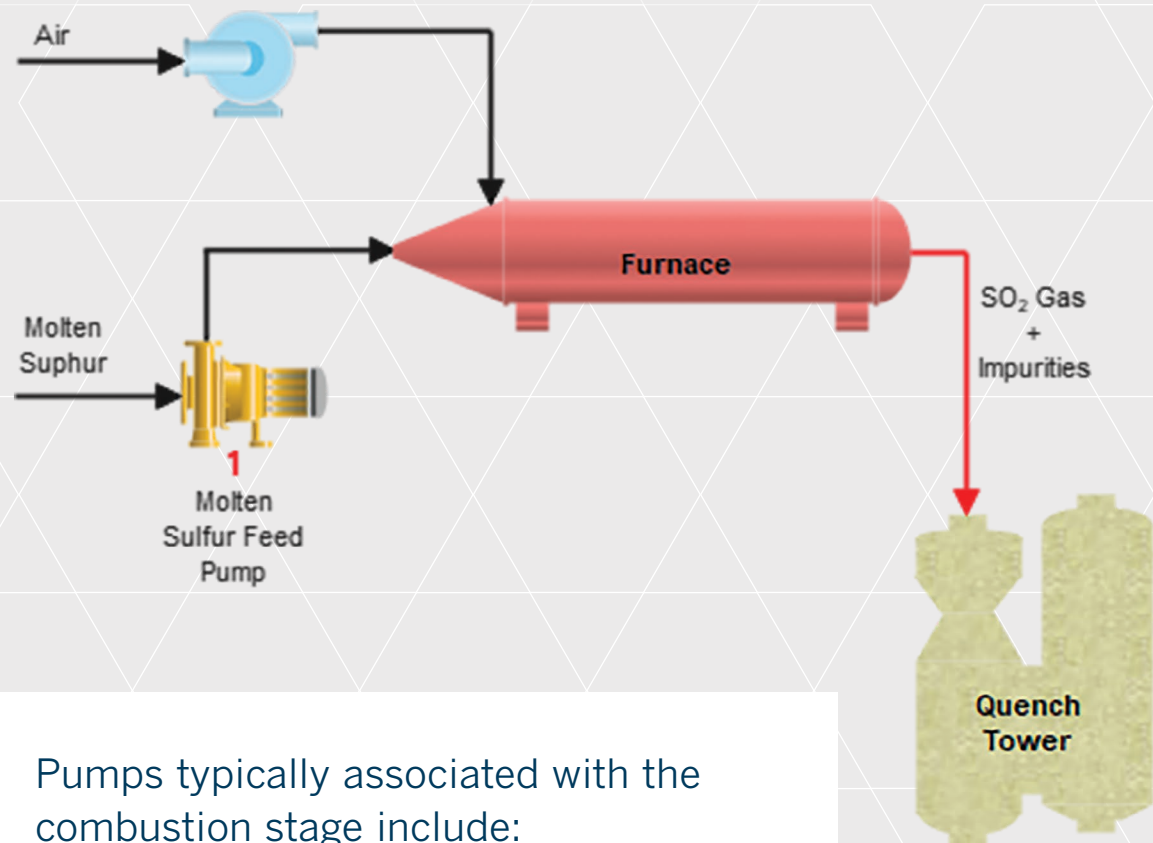 Air
Furnace
SO₂ Gas
+
Impurities
Molten
Suphur
1
Molten
Sulfur Feed
Pump
Quench
Tower
Pumps typically associated with the
combustion stage include: